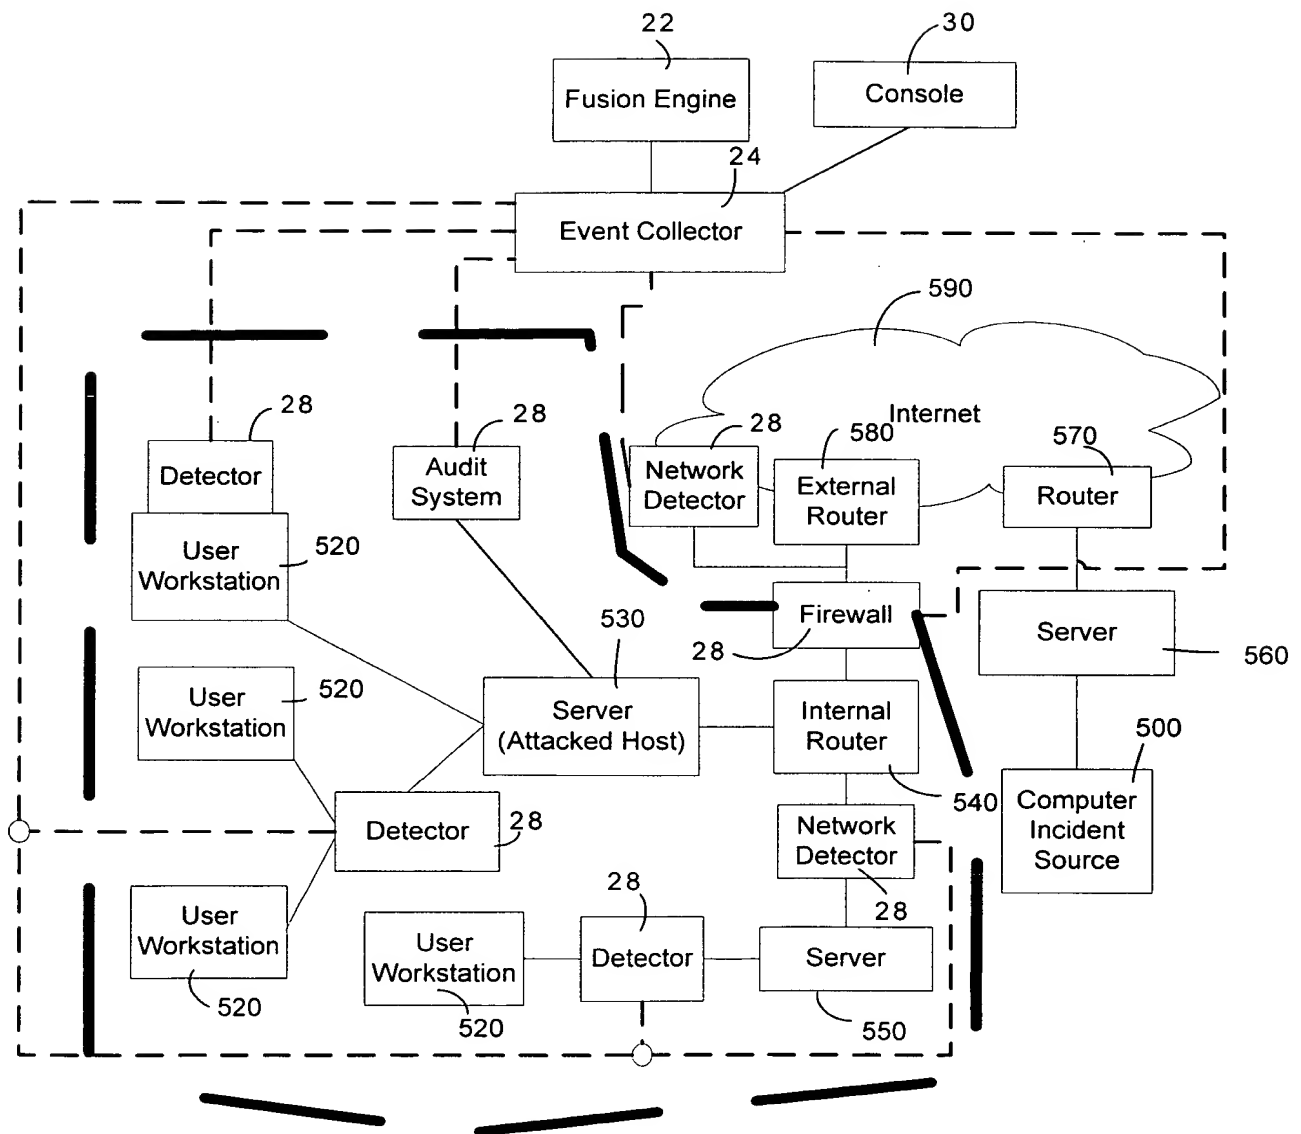 22
30
Fusion Engine
Console
24
Event Collector
590
Internet
28
Detector
28
Audit
System
28
Network
Detector
580
External
Router
570
Router
User
Workstation
520
530
Firewall
28
Server
560
User
Workstation
520
Server
(Attacked Host)
Internal
Router
540
500
Computer
Incident
Source
Detector
28
Network
Detector
28
User
Workstation
520
28
User
Workstation
520
Detector
Server
550